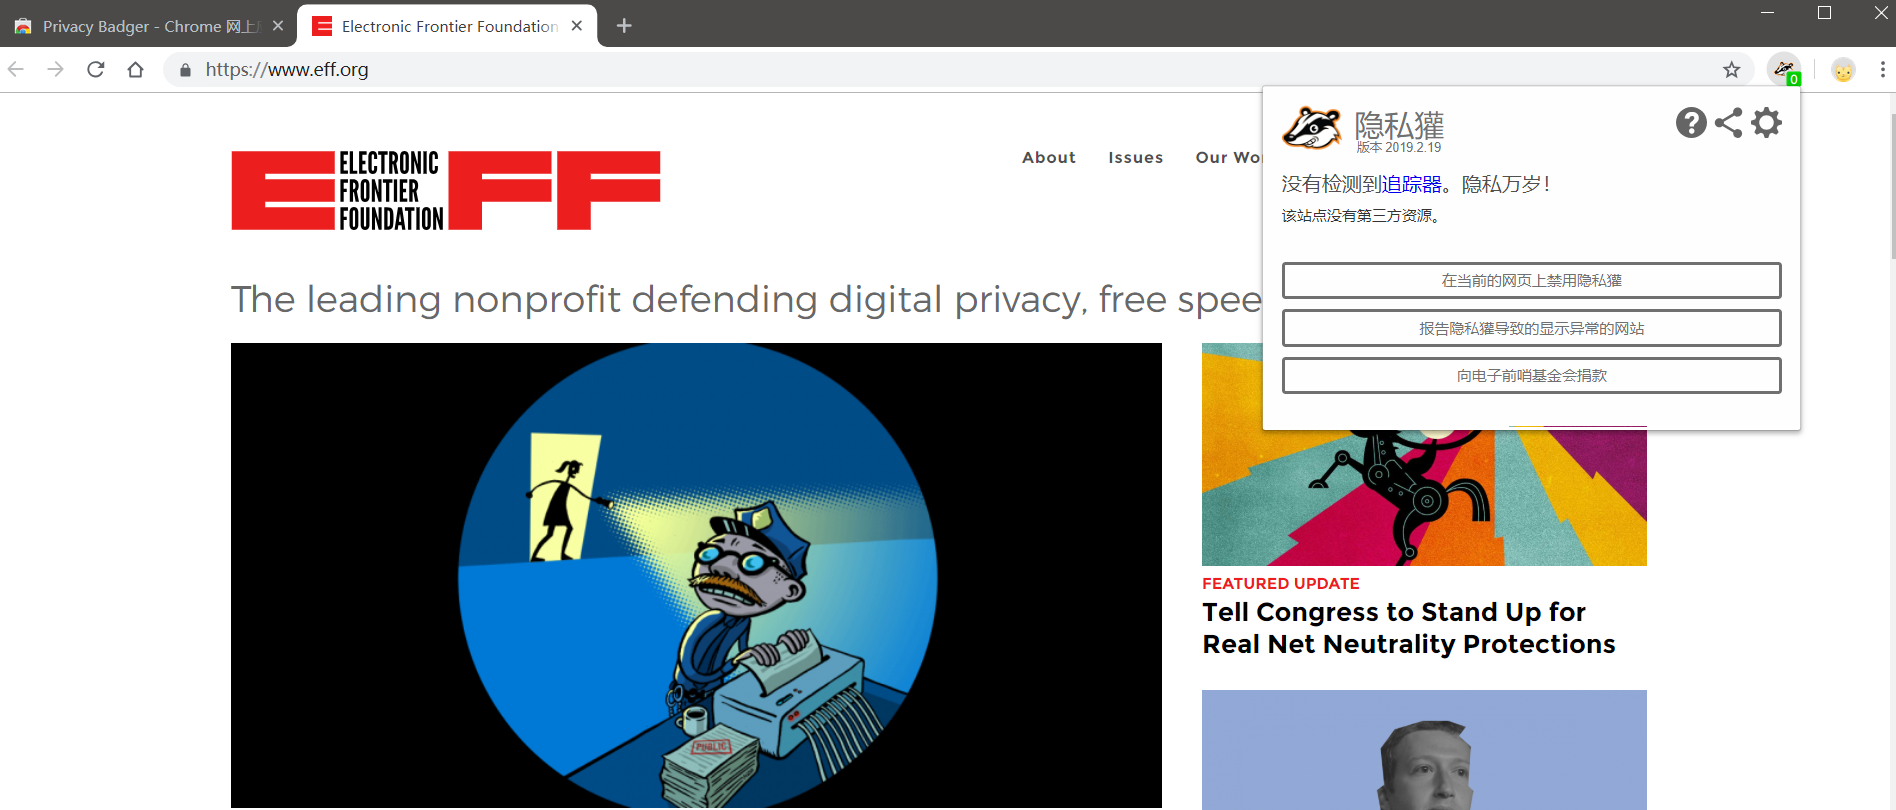 Privacy Badger - Chrome 网上
Electronic Frontier Foundation
https://www.eff.org
0
ELECTRONIC
FRONTIER
FOUNDATION
About Issues Our Wor
隐私獾
版本 2019.2.19
没有检测到追踪器。隐私万岁！
该站点没有第三方资源。
在当前的网页上禁用隐私獾
报告隐私獾导致的显示异常的网站
向电子前哨基金会捐款
The leading nonprofit defending digital privacy, free spee
PUBLIC
FEATURED UPDATE
Tell Congress to Stand Up for
Real Net Neutrality Protections